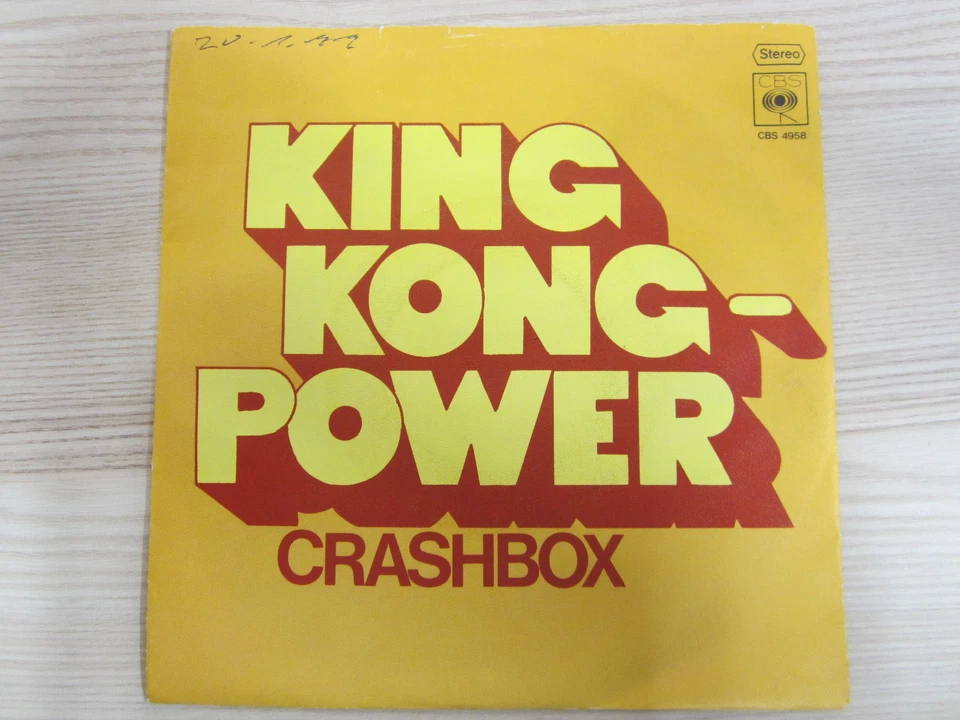 Stereo
CBS
CBS 4958
KING
KONG-
POWER
CRASHBOX